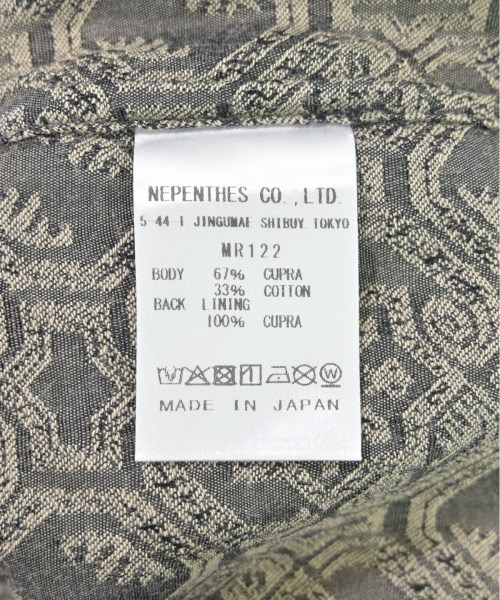 NEPENTHES CO.,LTD.
5 44-1 JINGUMAE SHIBUY TOKYO
MR122
BODY 67% CUPRA
33% COTTON
BACK LINING
100% CUPRA
MADE IN JAPAN